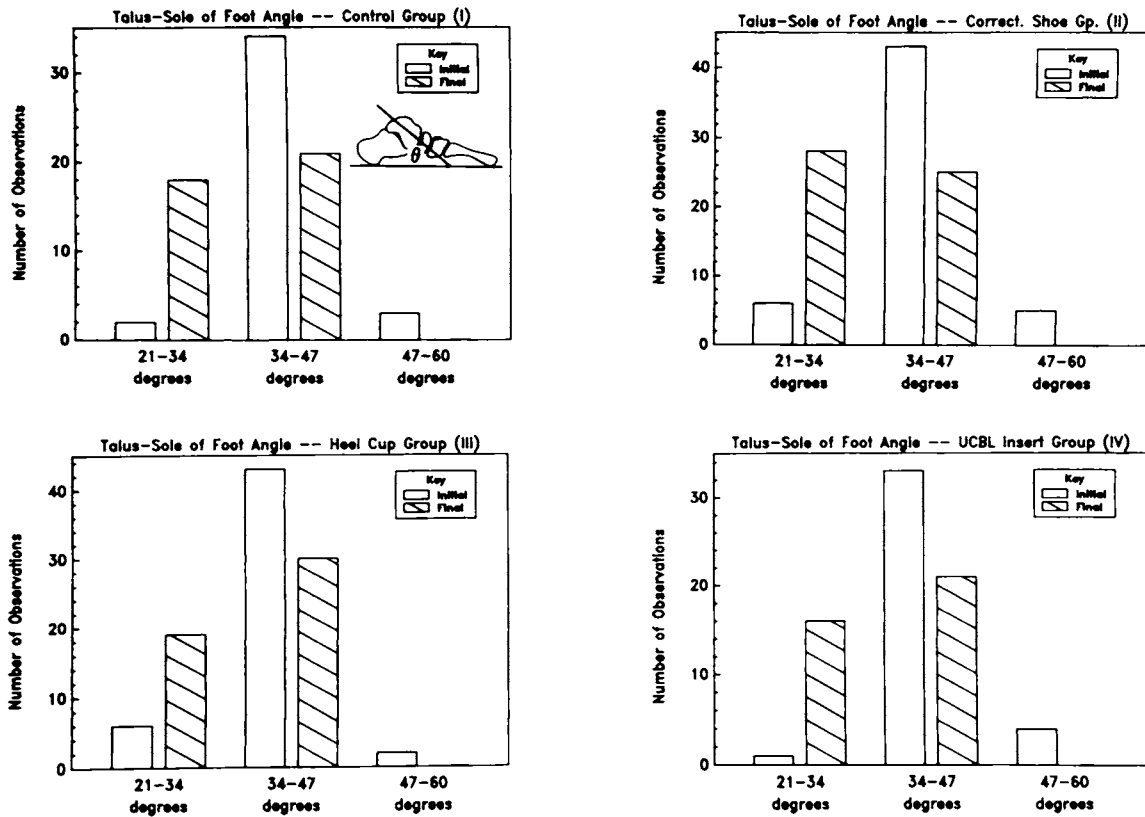 Talus-Sole of Foot Angle -- Control Group (I)
Number of Observations
30
20
10
0
Key
Initial
Final
θ
21-34 degrees
34-47 degrees
47-60 degrees
Talus-Sole of Foot Angle -- Correct. Shoe Gp. (II)
Number of Observations
40
30
20
10
0
Key
Initial
Final
21-34 degrees
34-47 degrees
47-60 degrees
Talus-Sole of Foot Angle -- Heel Cup Group (III)
Number of Observations
40
30
20
10
0
Key
Initial
Final
21-34 degrees
34-47 degrees
47-60 degrees
Talus-Sole of Foot Angle -- UCBL Insert Group (IV)
Number of Observations
30
20
10
0
Key
Initial
Final
21-34 degrees
34-47 degrees
47-60 degrees